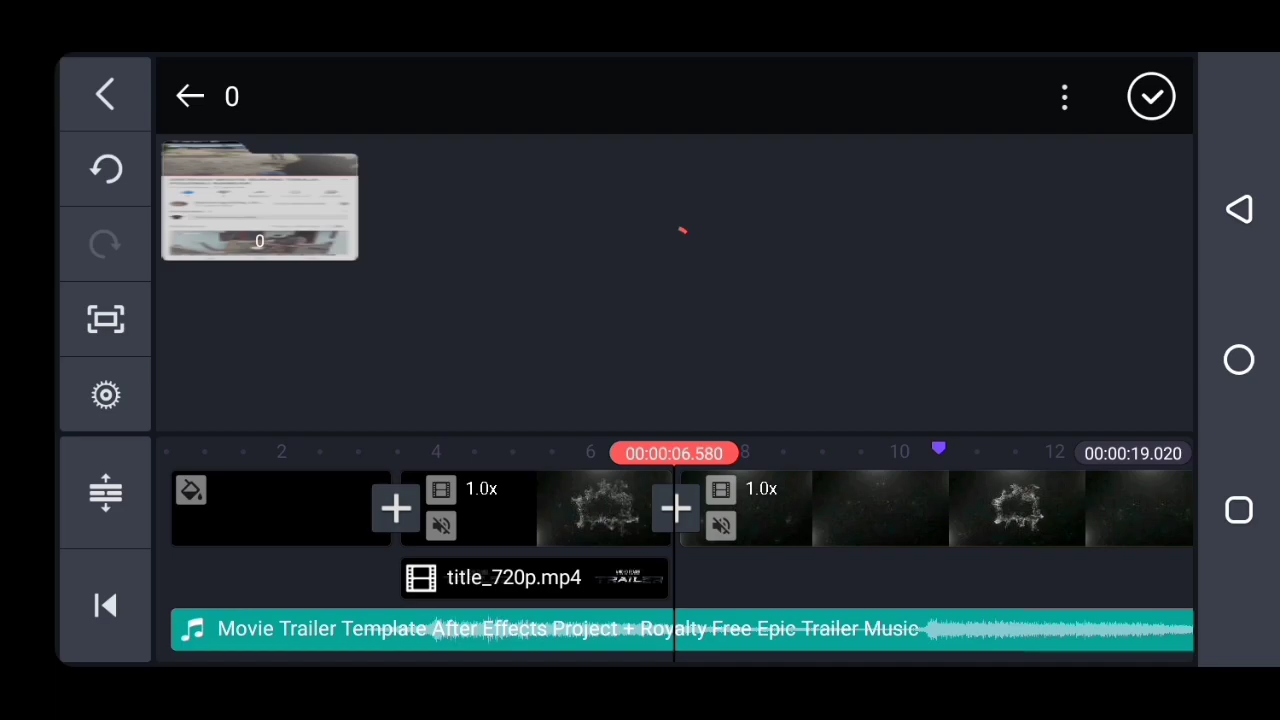 0
0
2 4 6 00:00:06.580 8 10 12 00:00:19.020
1.0x 1.0x
title_720p.mp4 TRAILER
Movie Trailer Template After Effects Project + Royalty Free Epic Trailer Music